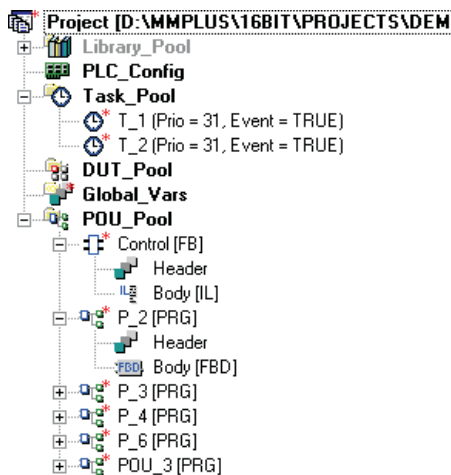 Project [D:\MMPLUS\16BIT\PROJECTS\DEM
Library_Pool
PLC_Config
Task_Pool
T_1 (Prio = 31, Event = TRUE)
T_2 (Prio = 31, Event = TRUE)
DUT_Pool
Global_Vars
POU_Pool
Control [FB]
Header
IL Body [IL]
P_2 [PRG]
Header
FBD Body [FBD]
P_3 [PRG]
P_4 [PRG]
P_6 [PRG]
POU_3 [PRG]